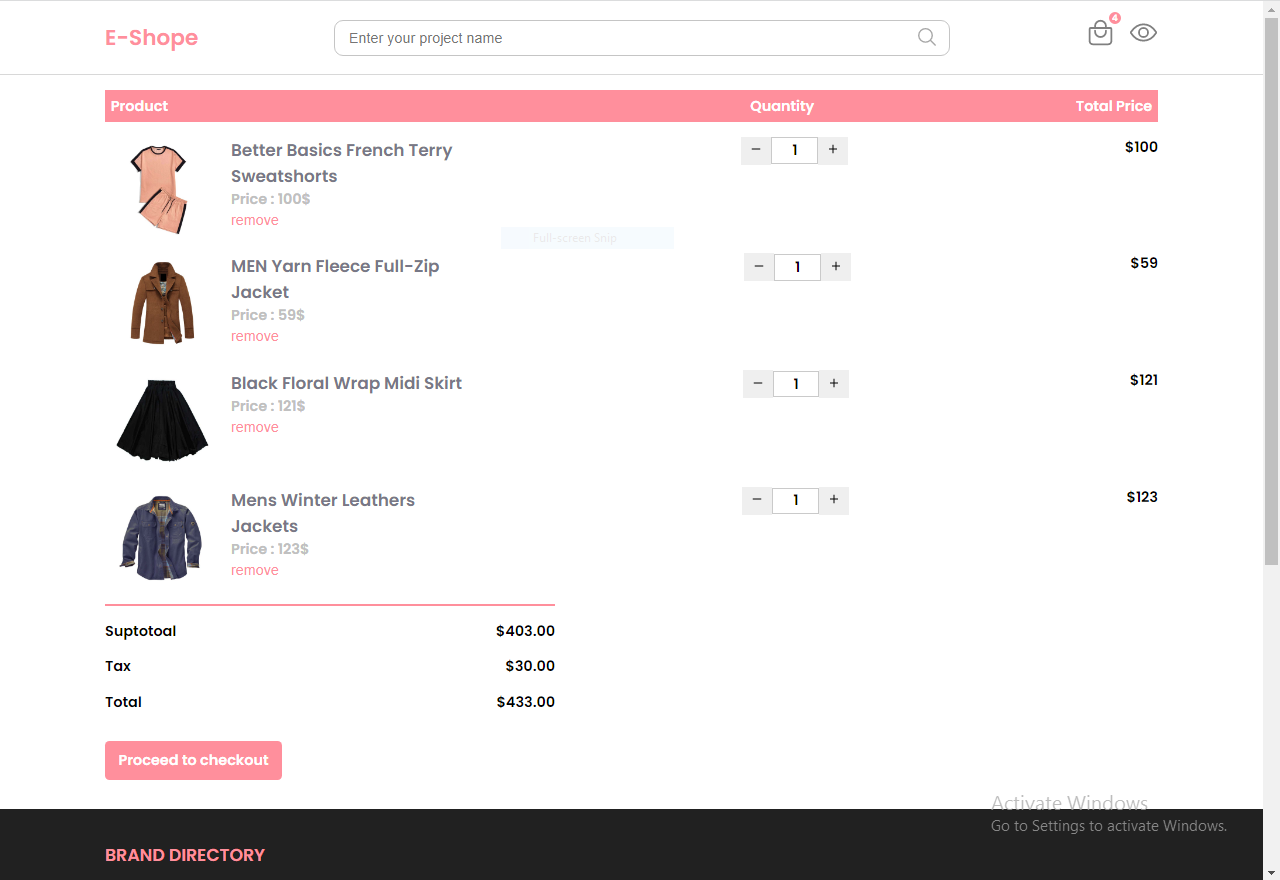 E-Shope
Enter your project name
4
Product Quantity Total Price
Better Basics French Terry
Sweatshorts
Price : 100$
remove
− 1 +
$100
Full-screen Snip
MEN Yarn Fleece Full-Zip
Jacket
Price : 59$
remove
− 1 +
$59
Black Floral Wrap Midi Skirt
Price : 121$
remove
− 1 +
$121
Mens Winter Leathers
Jackets
Price : 123$
remove
− 1 +
$123
Suptotoal $403.00
Tax $30.00
Total $433.00
Proceed to checkout
Activate Windows
Go to Settings to activate Windows.
BRAND DIRECTORY